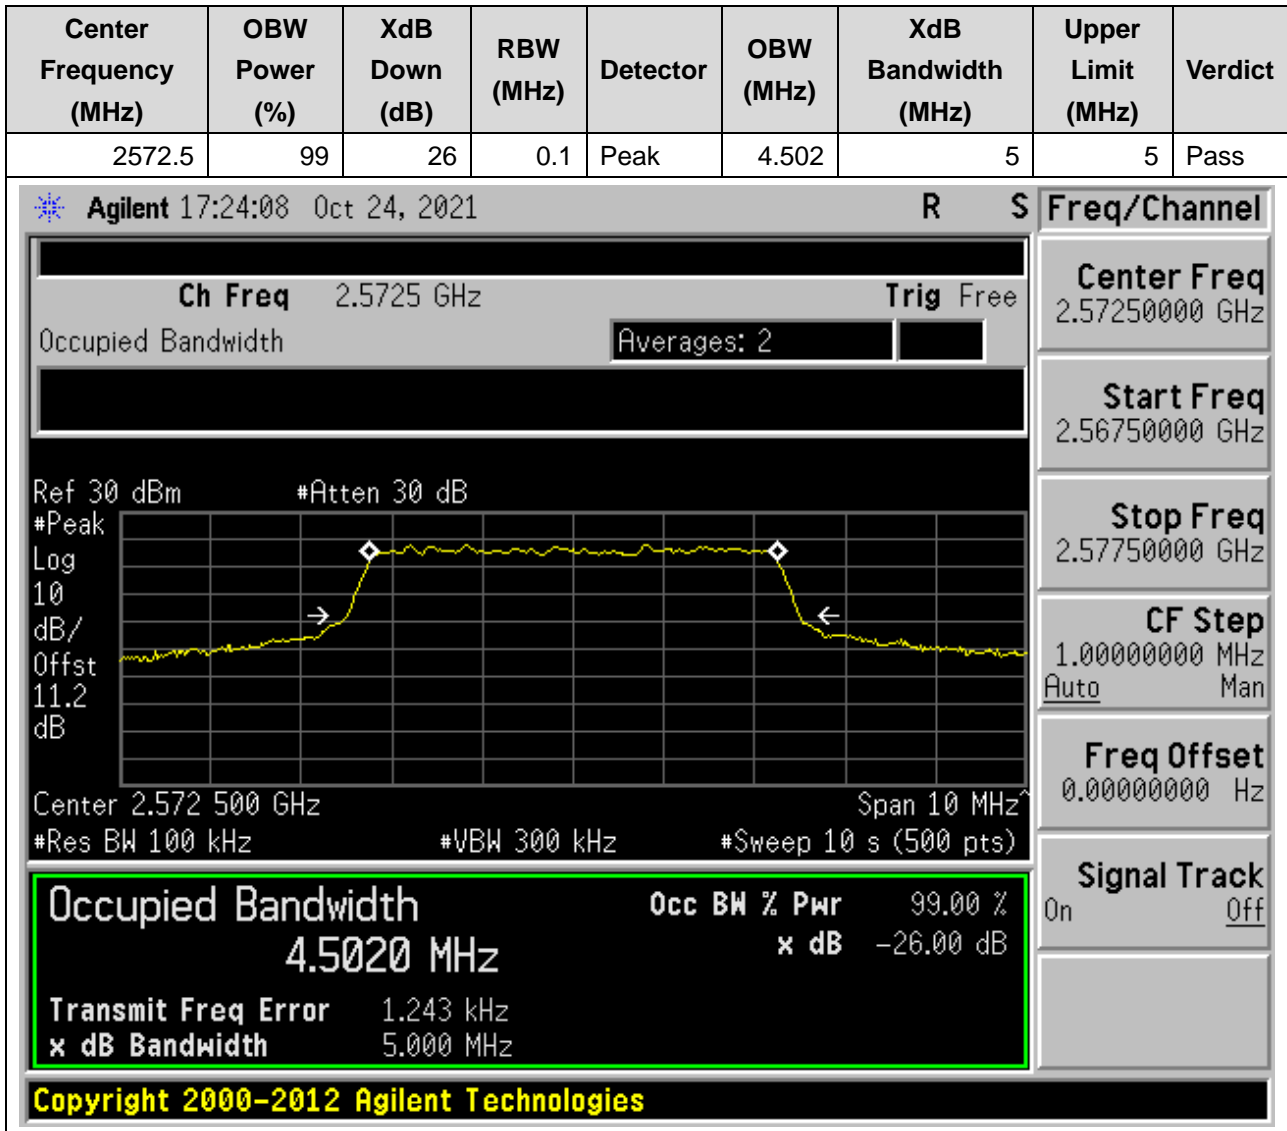 Center Frequency (MHz) OBW Power (%) XdB Down (dB) RBW (MHz) Detector OBW (MHz) XdB Bandwidth (MHz) Upper Limit (MHz) Verdict
2572.5 99 26 0.1 Peak 4.502 5 5 Pass
Agilent 17:24:08 Oct 24, 2021 R S Freq/Channel
Ch Freq 2.5725 GHz Trig Free
Occupied Bandwidth Averages: 2
Center Freq
2.57250000 GHz
Start Freq
2.56750000 GHz
Stop Freq
2.57750000 GHz
CF Step
1.00000000 MHz
Auto Man
Freq Offset
0.00000000 Hz
Signal Track
On Off
Ref 30 dBm #Atten 30 dB
#Peak
Log
10
dB/
Offst
11.2
dB
Center 2.572 500 GHz Span 10 MHz^
#Res BW 100 kHz #VBW 300 kHz #Sweep 10 s (500 pts)
Occupied Bandwidth Occ BW % Pwr 99.00 %
4.5020 MHz x dB -26.00 dB
Transmit Freq Error 1.243 kHz
x dB Bandwidth 5.000 MHz
Copyright 2000-2012 Agilent Technologies